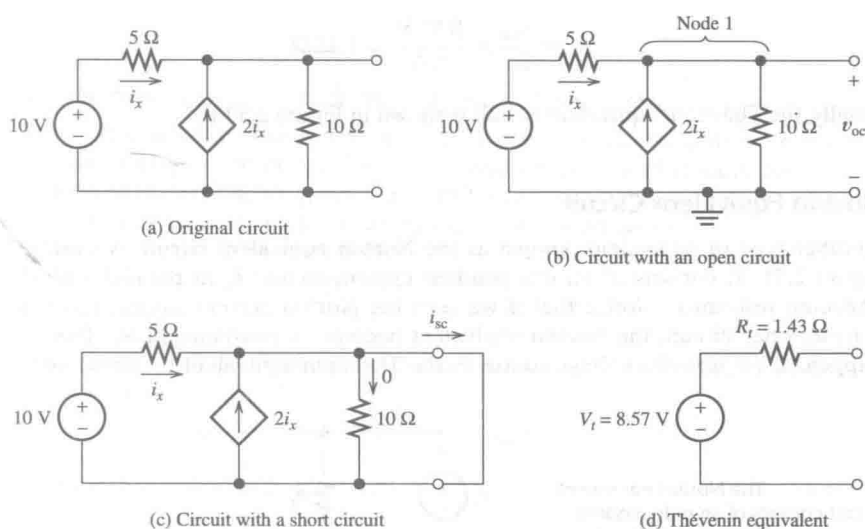 5 Ω
i_x
10 V
+
−
2i_x
10 Ω
(a) Original circuit
Node 1
5 Ω
i_x
10 V
+
−
2i_x
10 Ω
+
v_oc
−
(b) Circuit with an open circuit
i_sc
5 Ω
i_x
0
10 V
+
−
2i_x
10 Ω
(c) Circuit with a short circuit
R_t = 1.43 Ω
V_t = 8.57 V
+
−
(d) Thévenin equivalent